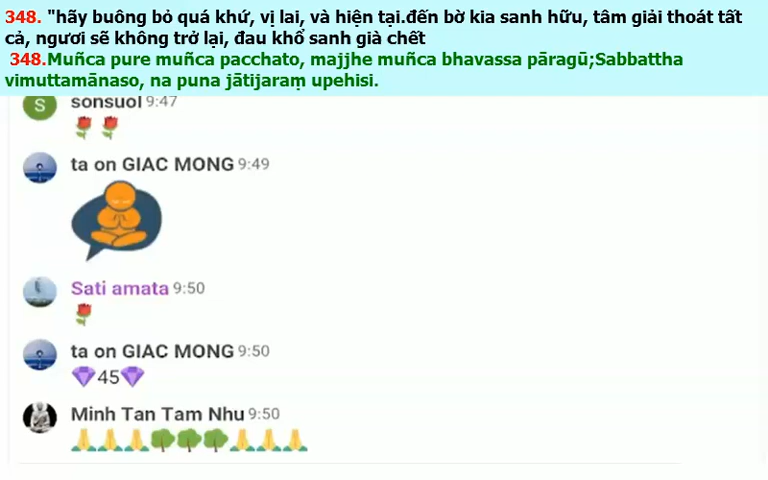 348. "hãy buông bỏ quá khứ, vị lai, và hiện tại.đến bờ kia sanh hữu, tâm giải thoát tất
cả, ngươi sẽ không trở lại, đau khổ sanh già chết
348.Muñca pure muñca pacchato, majjhe muñca bhavassa pāragū;Sabbattha
vimuttamānaso, na puna jātijaraṃ upehisi.
S
sonsuol 9:47
🌹🌹
ta on GIAC MONG 9:49
Sati amata 9:50
🌹
ta on GIAC MONG 9:50
💎45💎
Minh Tan Tam Nhu 9:50
🙏🙏🙏🌳🌳🌳🙏🙏🙏